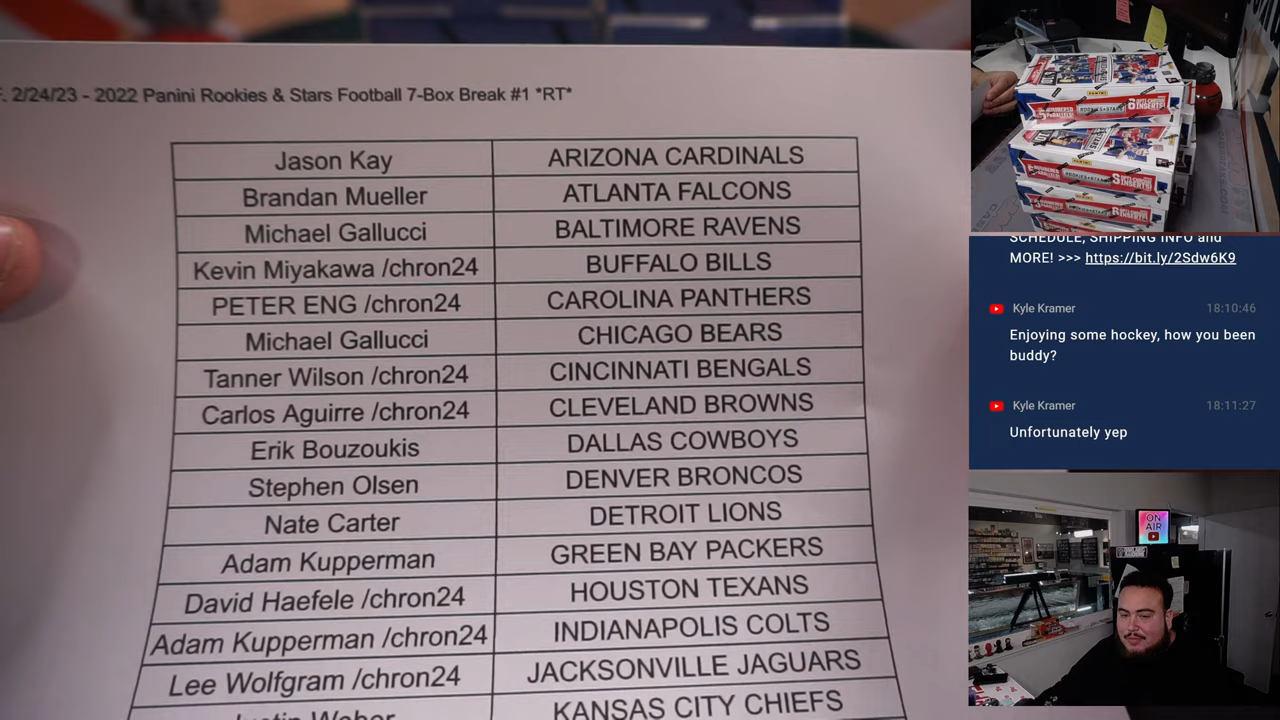 F. 2/24/23 - 2022 Panini Rookies & Stars Football 7-Box Break #1 *RT*
Jason Kay ARIZONA CARDINALS
Brandan Mueller ATLANTA FALCONS
Michael Gallucci BALTIMORE RAVENS
Kevin Miyakawa /chron24 BUFFALO BILLS
PETER ENG /chron24 CAROLINA PANTHERS
Michael Gallucci CHICAGO BEARS
Tanner Wilson /chron24 CINCINNATI BENGALS
Carlos Aguirre /chron24 CLEVELAND BROWNS
Erik Bouzoukis DALLAS COWBOYS
Stephen Olsen DENVER BRONCOS
Nate Carter DETROIT LIONS
Adam Kupperman GREEN BAY PACKERS
David Haefele /chron24 HOUSTON TEXANS
Adam Kupperman /chron24 INDIANAPOLIS COLTS
Lee Wolfgram /chron24 JACKSONVILLE JAGUARS
KANSAS CITY CHIEFS
SCHEDULE, SHIPPING INFO and
MORE! >>> https://bit.ly/2Sdw6K9
Kyle Kramer 18:10:46
Enjoying some hockey, how you been
buddy?
Kyle Kramer 18:11:27
Unfortunately yep
ON
AIR